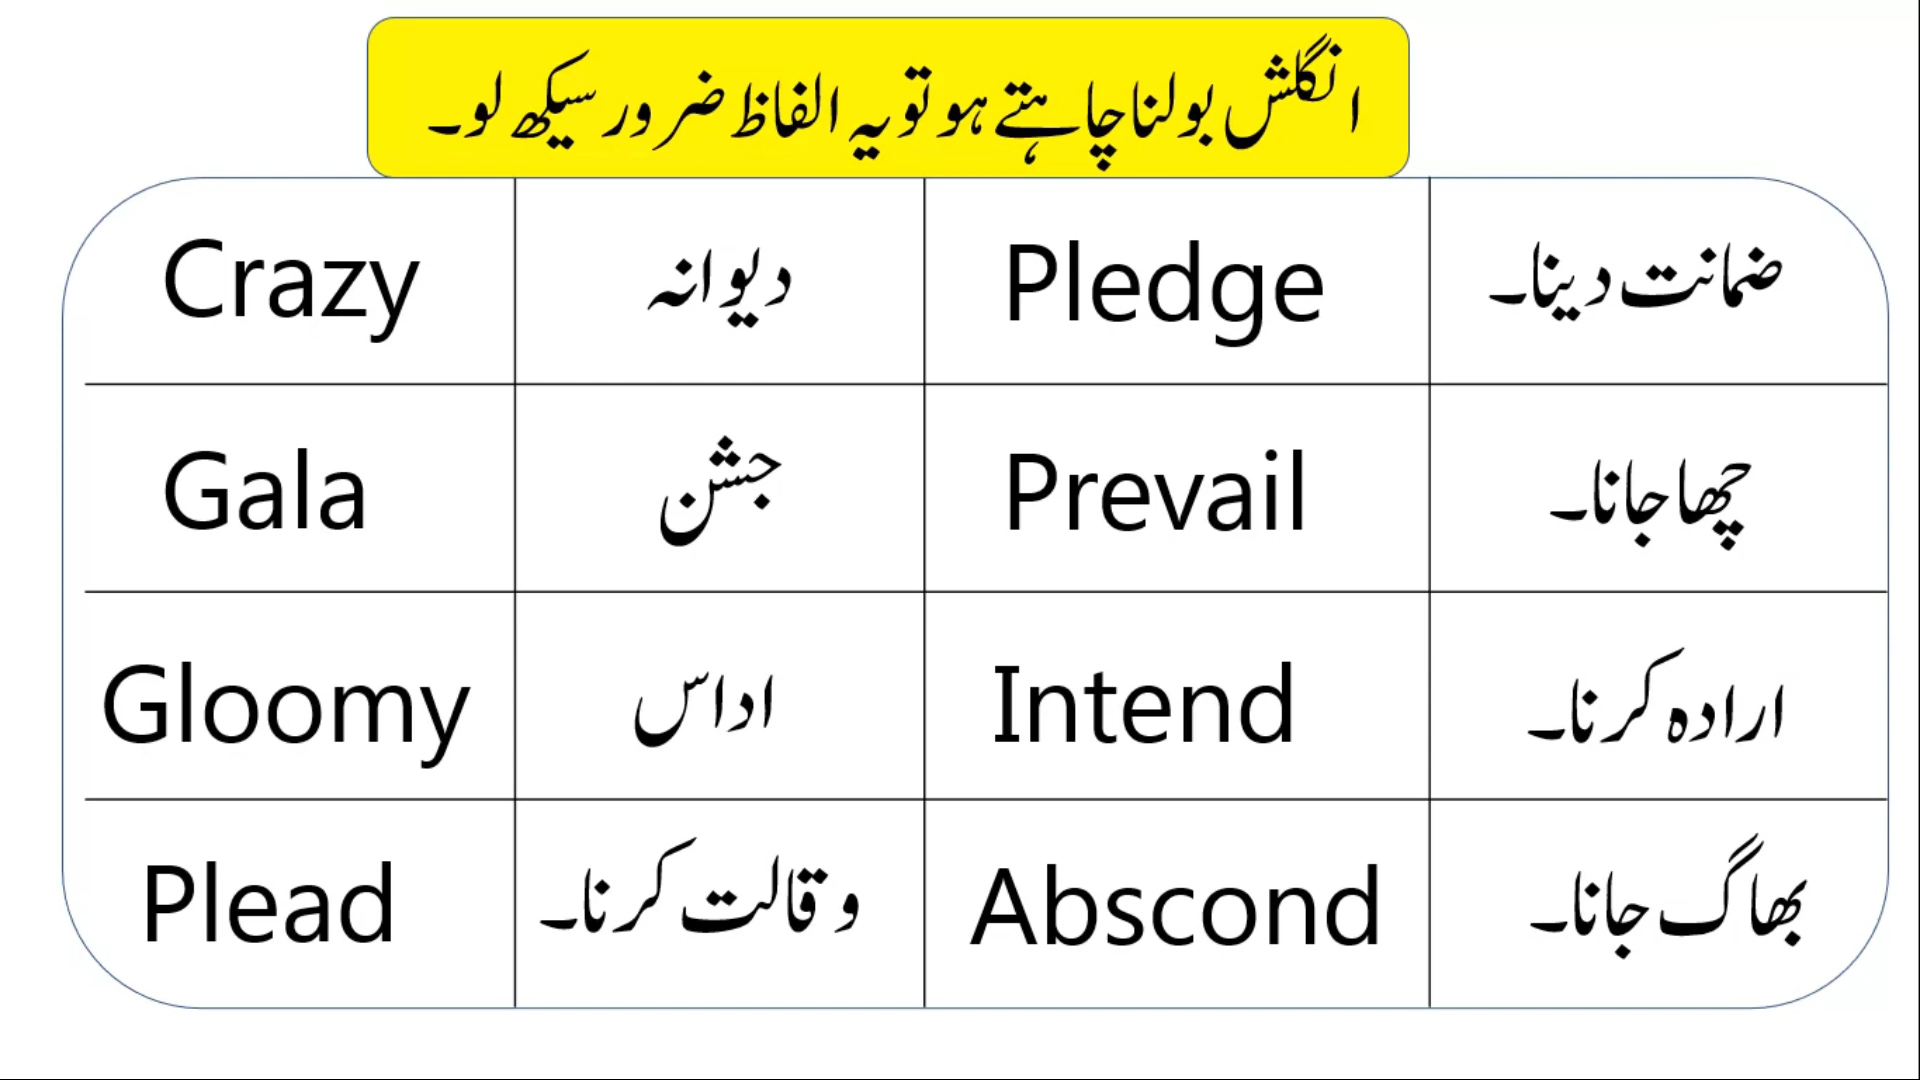 انگلش بولنا چاہتے ہو تو یہ الفاظ ضرور سیکھ لو۔
Crazy دیوانہ Pledge ضمانت دینا۔
Gala جشن Prevail چھا جانا۔
Gloomy اداس Intend ارادہ کرنا۔
Plead وقالت کرنا۔ Abscond بھاگ جانا۔